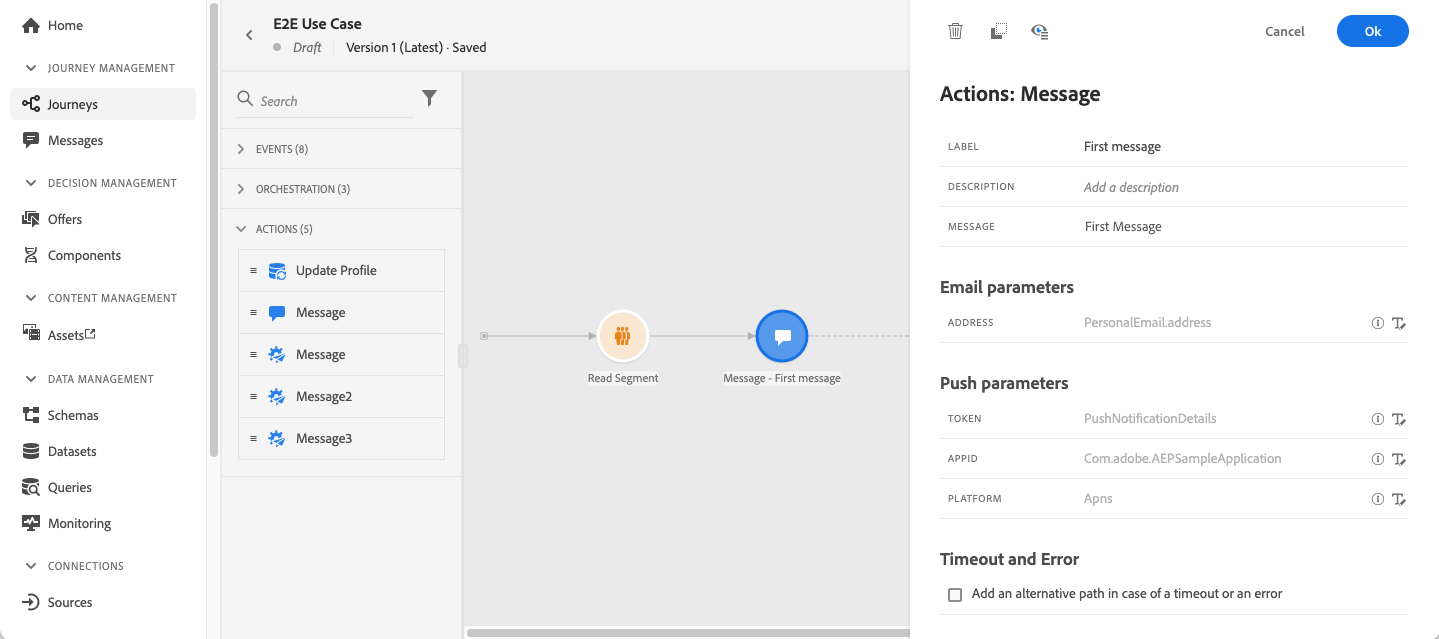 Home
JOURNEY MANAGEMENT
Journeys
Messages
DECISION MANAGEMENT
Offers
Components
CONTENT MANAGEMENT
Assets
DATA MANAGEMENT
Schemas
Datasets
Queries
Monitoring
CONNECTIONS
Sources
E2E Use Case
Draft Version 1 (Latest) · Saved
Search
EVENTS (8)
ORCHESTRATION (3)
ACTIONS (5)
Update Profile
Message
Message
Message2
Message3
Read Segment
Message - First message
Cancel Ok
Actions: Message
LABEL First message
DESCRIPTION Add a description
MESSAGE First Message
Email parameters
ADDRESS PersonalEmail.address
Push parameters
TOKEN PushNotificationDetails
APPID Com.adobe.AEPSampleApplication
PLATFORM Apns
Timeout and Error
Add an alternative path in case of a timeout or an error